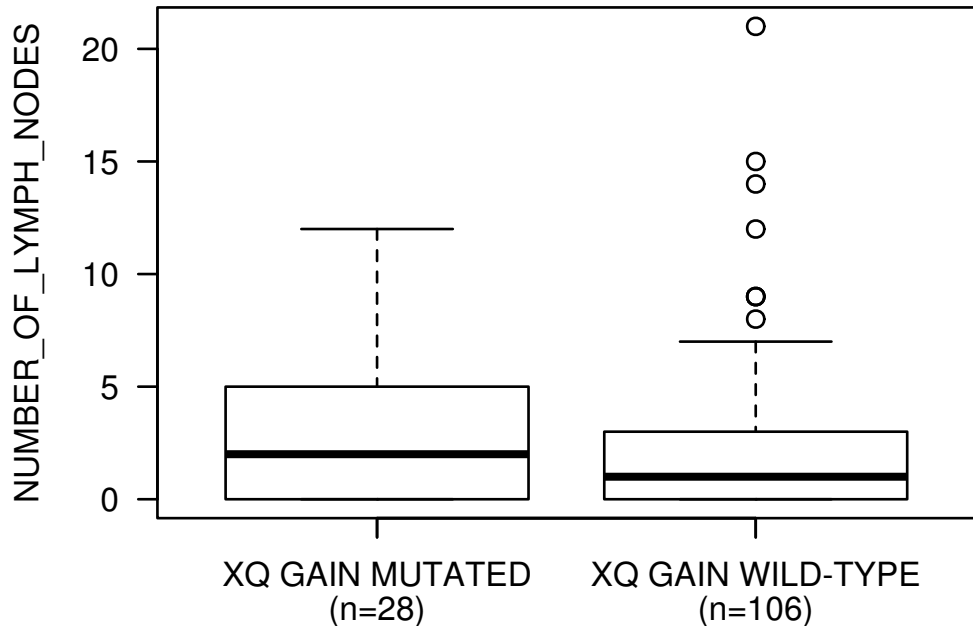 NUMBER_OF_LYMPH_NODES
20
15
10
5
0
XQ GAIN MUTATED
(n=28)
XQ GAIN WILD-TYPE
(n=106)